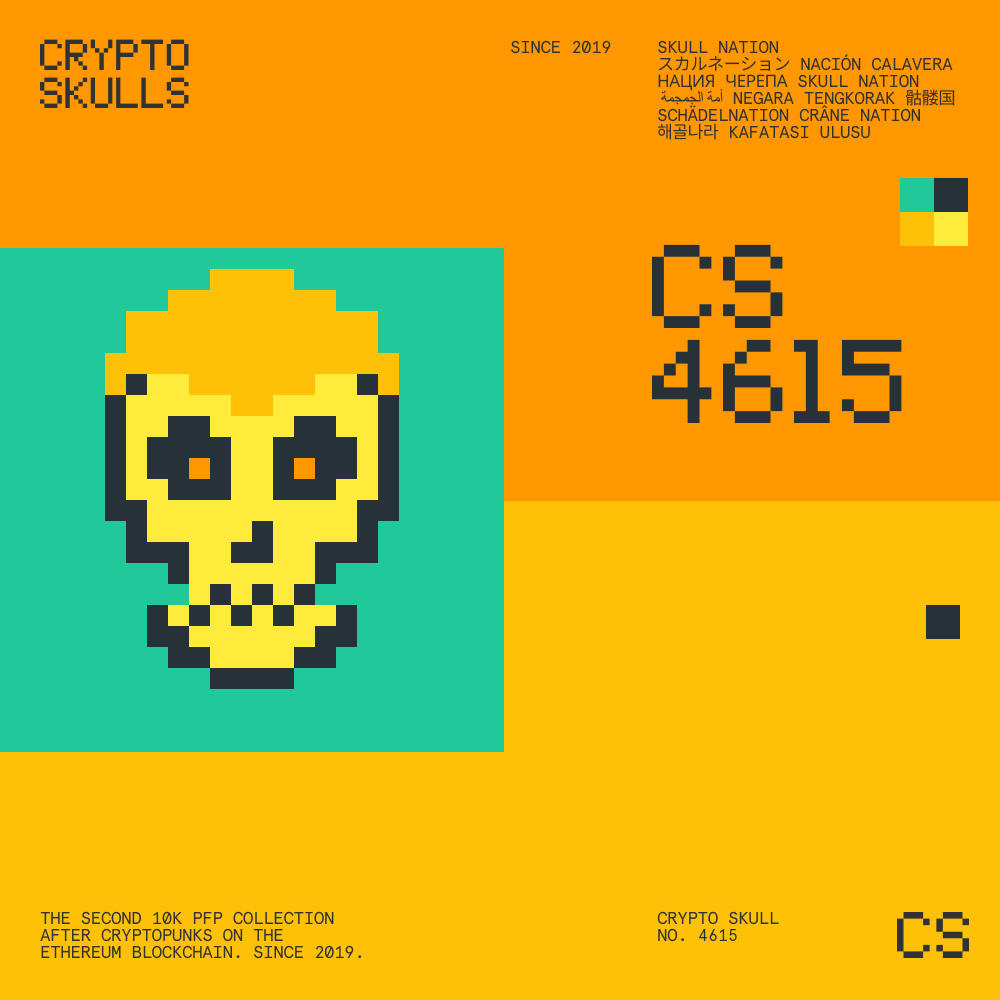 CRYPTO
SKULLS
SINCE 2019
SKULL NATION
スカルネーション NACIÓN CALAVERA
НАЦИЯ ЧЕРЕПА SKULL NATION
أمة الجمجمة NEGARA TENGKORAK 骷髅国
SCHÄDELNATION CRÂNE NATION
해골나라 KAFATASI ULUSU
CS
4615
THE SECOND 10K PFP COLLECTION
AFTER CRYPTOPUNKS ON THE
ETHEREUM BLOCKCHAIN. SINCE 2019.
CRYPTO SKULL
NO. 4615
CS